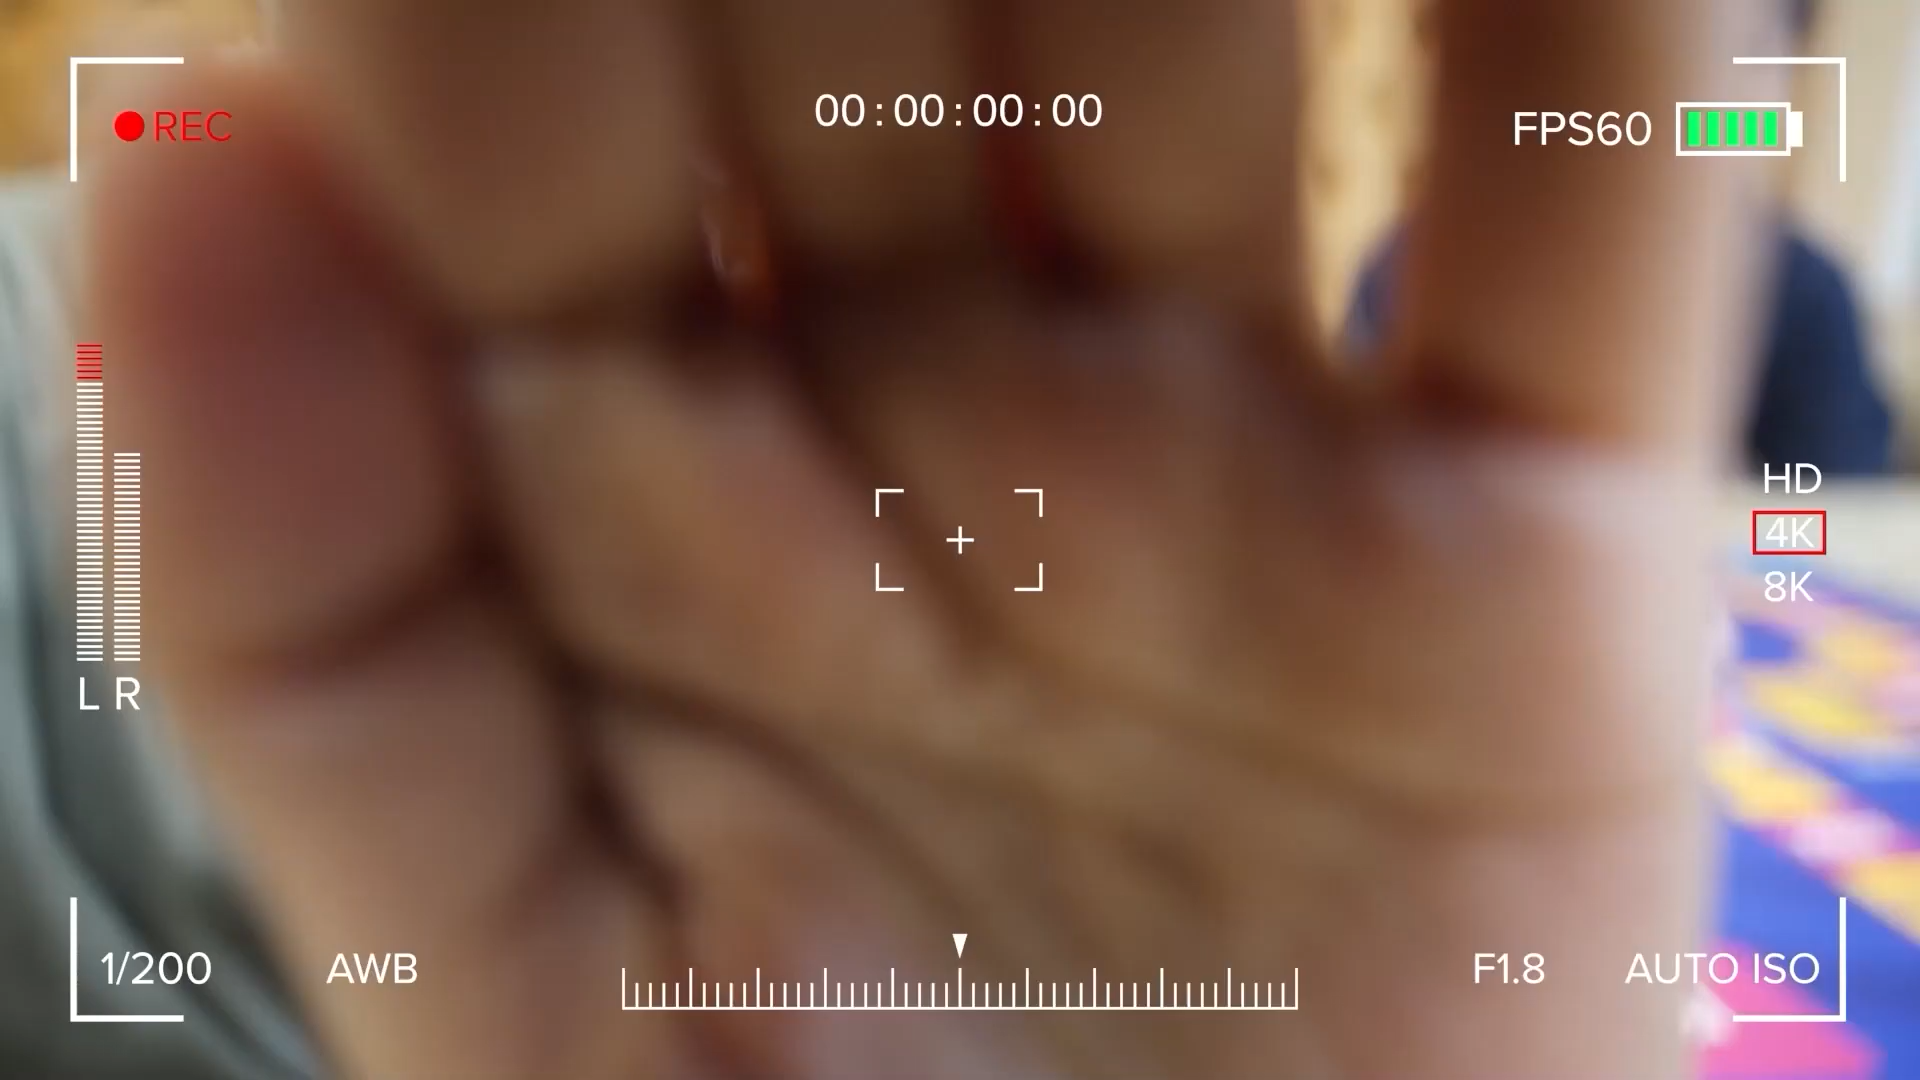 REC
00:00:00:00
FPS60
HD
4K
8K
L R
1/200
AWB
F1.8
AUTO ISO